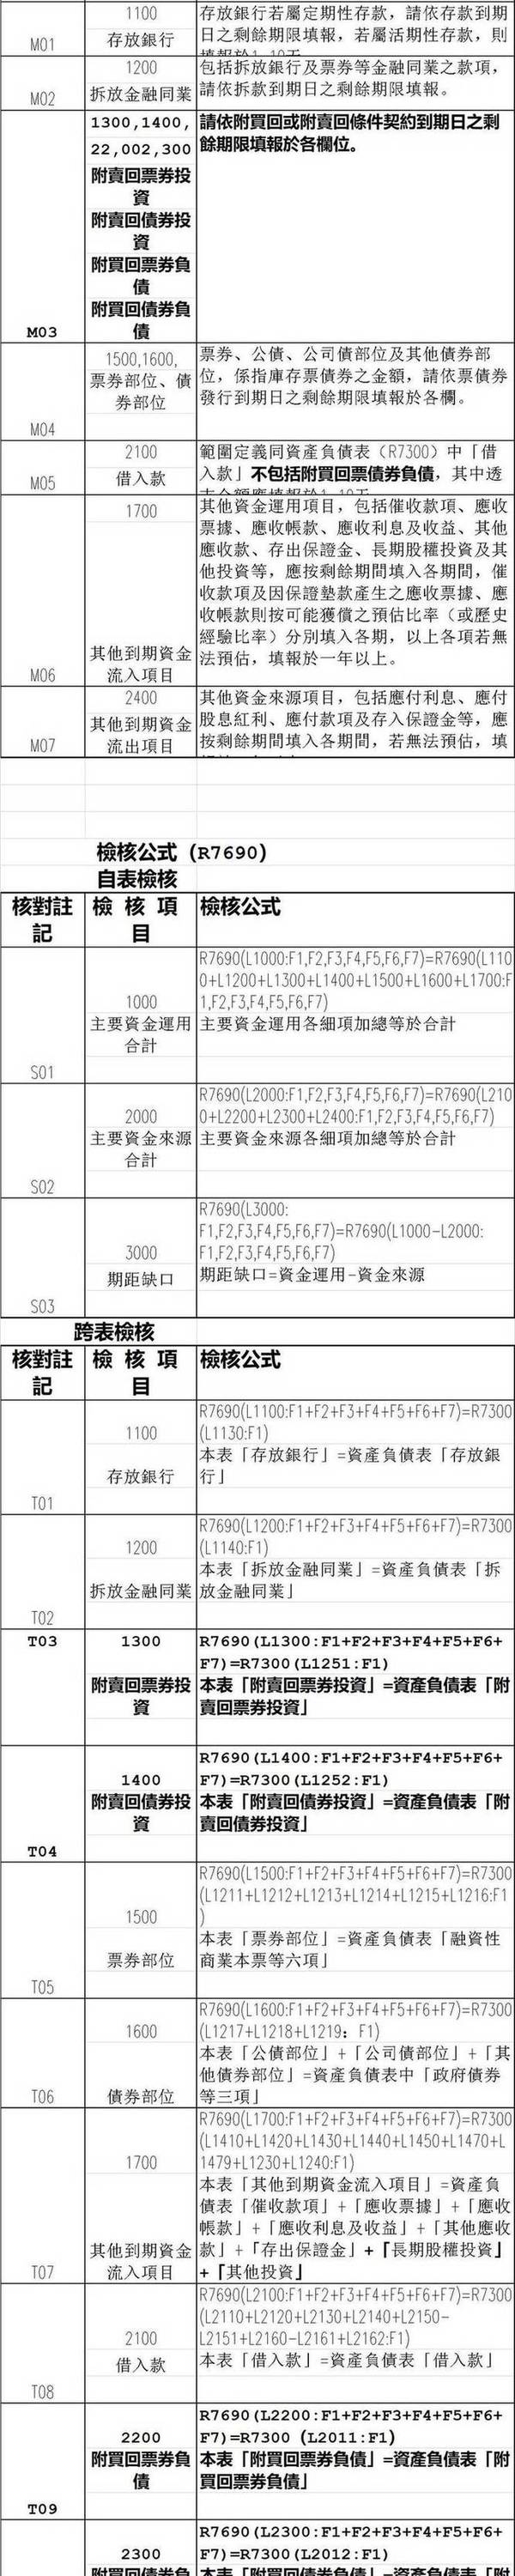 1100
存放銀行
M01
存放銀行若屬定期性存款，請依存款到期
日之剩餘期限填報，若屬活期性存款，則
填報於1-10天
1200
拆放金融同業
M02
包括拆放銀行及票券等金融同業之款項，
請依拆款到期日之剩餘期限填報。
1300,1400,
22,002,300
附賣回票券投
資
附賣回債券投
資
附買回票券負
債
附買回債券負
債
M03
請依附買回或附賣回條件契約到期日之剩
餘期限填報於各欄位。
1500,1600,
票券部位、債
券部位
M04
票券、公債、公司債部位及其他債券部
位，係指庫存票債券之金額，請依票債券
發行到期日之剩餘期限填報於各欄。
2100
借入款
M05
範圍定義同資產負債表（R7300）中「借
入款」不包括附買回票債券負債，其中透
支金額應填報於1-10天
1700
其他到期資金
流入項目
M06
其他資金運用項目，包括催收款項、應收
票據、應收帳款、應收利息及收益、其他
應收款、存出保證金、長期股權投資及其
他投資等，應按剩餘期間填入各期間，催
收款項及因保證墊款產生之應收票據、應
收帳款則按可能獲償之預估比率（或歷史
經驗比率）分別填入各期，以上各項若無
法預估，填報於一年以上。
2400
其他到期資金
流出項目
M07
其他資金來源項目，包括應付利息、應付
股息紅利、應付款項及存入保證金等，應
按剩餘期間填入各期間，若無法預估，填
檢核公式 (R7690)
自表檢核
核對註
記
檢 核 項
目
檢核公式
1000
主要資金運用
合計
S01
R7690(L1000:F1,F2,F3,F4,F5,F6,F7)=R7690(L110
0+L1200+L1300+L1400+L1500+L1600+L1700:F
1,F2,F3,F4,F5,F6,F7)
主要資金運用各細項加總等於合計
2000
主要資金來源
合計
S02
R7690(L2000:F1,F2,F3,F4,F5,F6,F7)=R7690(L210
0+L2200+L2300+L2400:F1,F2,F3,F4,F5,F6,F7)
主要資金來源各細項加總等於合計
3000
期距缺口
S03
R7690(L3000:
F1,F2,F3,F4,F5,F6,F7)=R7690(L1000-L2000:
F1,F2,F3,F4,F5,F6,F7)
期距缺口=資金運用-資金來源
跨表檢核
核對註
記
檢 核 項
目
檢核公式
1100
存放銀行
T01
R7690(L1100:F1+F2+F3+F4+F5+F6+F7)=R7300
(L1130:F1)
本表「存放銀行」=資產負債表「存放銀
行」
1200
拆放金融同業
T02
R7690(L1200:F1+F2+F3+F4+F5+F6+F7)=R7300
(L1140:F1)
本表「拆放金融同業」=資產負債表「拆
放金融同業」
T03
1300
附賣回票券投
資
R7690(L1300:F1+F2+F3+F4+F5+F6+
F7)=R7300(L1251:F1)
本表「附賣回票券投資」=資產負債表「附
賣回票券投資」
1400
附賣回債券投
資
T04
R7690(L1400:F1+F2+F3+F4+F5+F6+
F7)=R7300(L1252:F1)
本表「附賣回債券投資」=資產負債表「附
賣回債券投資」
1500
票券部位
T05
R7690(L1500:F1+F2+F3+F4+F5+F6+F7)=R7300
(L1211+L1212+L1213+L1214+L1215+L1216:F1
)
本表「票券部位」=資產負債表「融資性
商業本票等六項」
1600
債券部位
T06
R7690(L1600:F1+F2+F3+F4+F5+F6+F7)=R7300
(L1217+L1218+L1219：F1)
本表「公債部位」+「公司債部位」+「其
他債券部位」=資產負債表中「政府債券
等三項」
1700
其他到期資金
流入項目
T07
R7690(L1700:F1+F2+F3+F4+F5+F6+F7)=R7300
(L1410+L1420+L1430+L1440+L1450+L1470+L
1479+L1230+L1240:F1)
本表「其他到期資金流入項目」=資產負
債表「催收款項」+「應收票據」+「應收
帳款」+「應收利息及收益」+「其他應收
款」+「存出保證金」+「長期股權投資」
+「其他投資」
2100
借入款
T08
R7690(L2100:F1+F2+F3+F4+F5+F6+F7)=R7300
(L2110+L2120+L2130+L2140+L2150-
L2151+L2160-L2161+L2162:F1)
本表「借入款」=資產負債表「借入款」
2200
附買回票券負
債
T09
R7690(L2200:F1+F2+F3+F4+F5+F6+
F7)=R7300 (L2011:F1)
本表「附買回票券負債」=資產負債表「附
買回票券負債」
2300
附買回債券負
R7690(L2300:F1+F2+F3+F4+F5+F6+
F7)=R7300(L2012:F1)
本表「附買回債券負債」=資產負債表「附